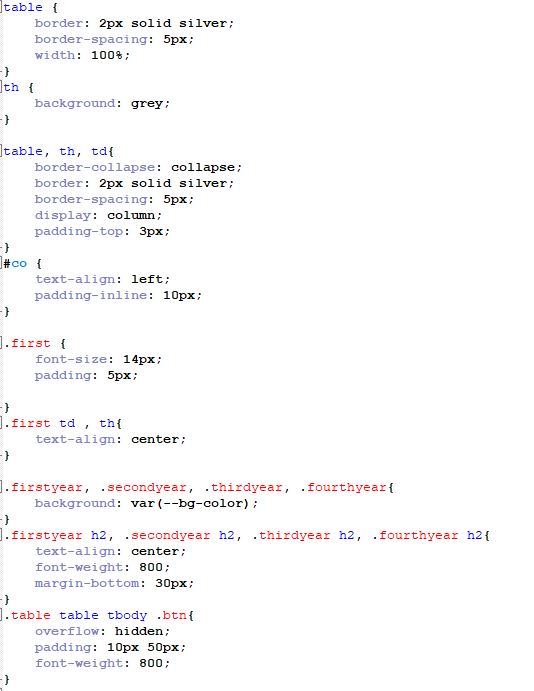 table {
    border: 2px solid silver;
    border-spacing: 5px;
    width: 100%;
}
th {
    background: grey;
}

table, th, td{
    border-collapse: collapse;
    border: 2px solid silver;
    border-spacing: 5px;
    display: column;
    padding-top: 3px;
}
#co {
    text-align: left;
    padding-inline: 10px;
}

.first {
    font-size: 14px;
    padding: 5px;

}
.first td , th{
    text-align: center;
}

.firstyear, .secondyear, .thirdyear, .fourthyear{
    background: var(--bg-color);
}
.firstyear h2, .secondyear h2, .thirdyear h2, .fourthyear h2{
    text-align: center;
    font-weight: 800;
    margin-bottom: 30px;
}
.table table tbody .btn{
    overflow: hidden;
    padding: 10px 50px;
    font-weight: 800;
}